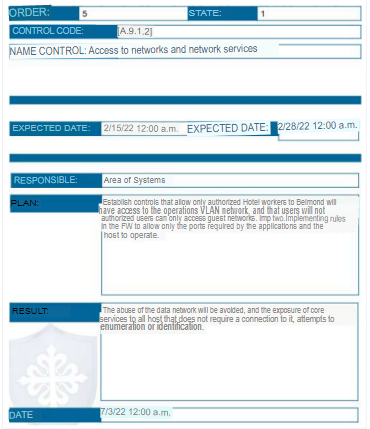 ORDER: 5 STATE: 1
CONTROL CODE: [A.9.1.2]
NAME CONTROL: Access to networks and network services
EXPECTED DATE: 2/15/22 12:00 a.m. EXPECTED DATE: 2/28/22 12:00 a.m.
RESPONSIBLE: Area of Systems
PLAN: Establish controls that allow only authorized Hotel workers to Belmond will
have access to the operations VLAN network, and that users will not
authorized users can only access guest networks. Imp two.Implementing rules
in the FW to allow only the ports required by the applications and the
host to operate.
RESULT: The abuse of the data network will be avoided, and the exposure of core
services to all host that does not require a connection to it, attempts to
enumeration or identification.
DATE 7/3/22 12:00 a.m.